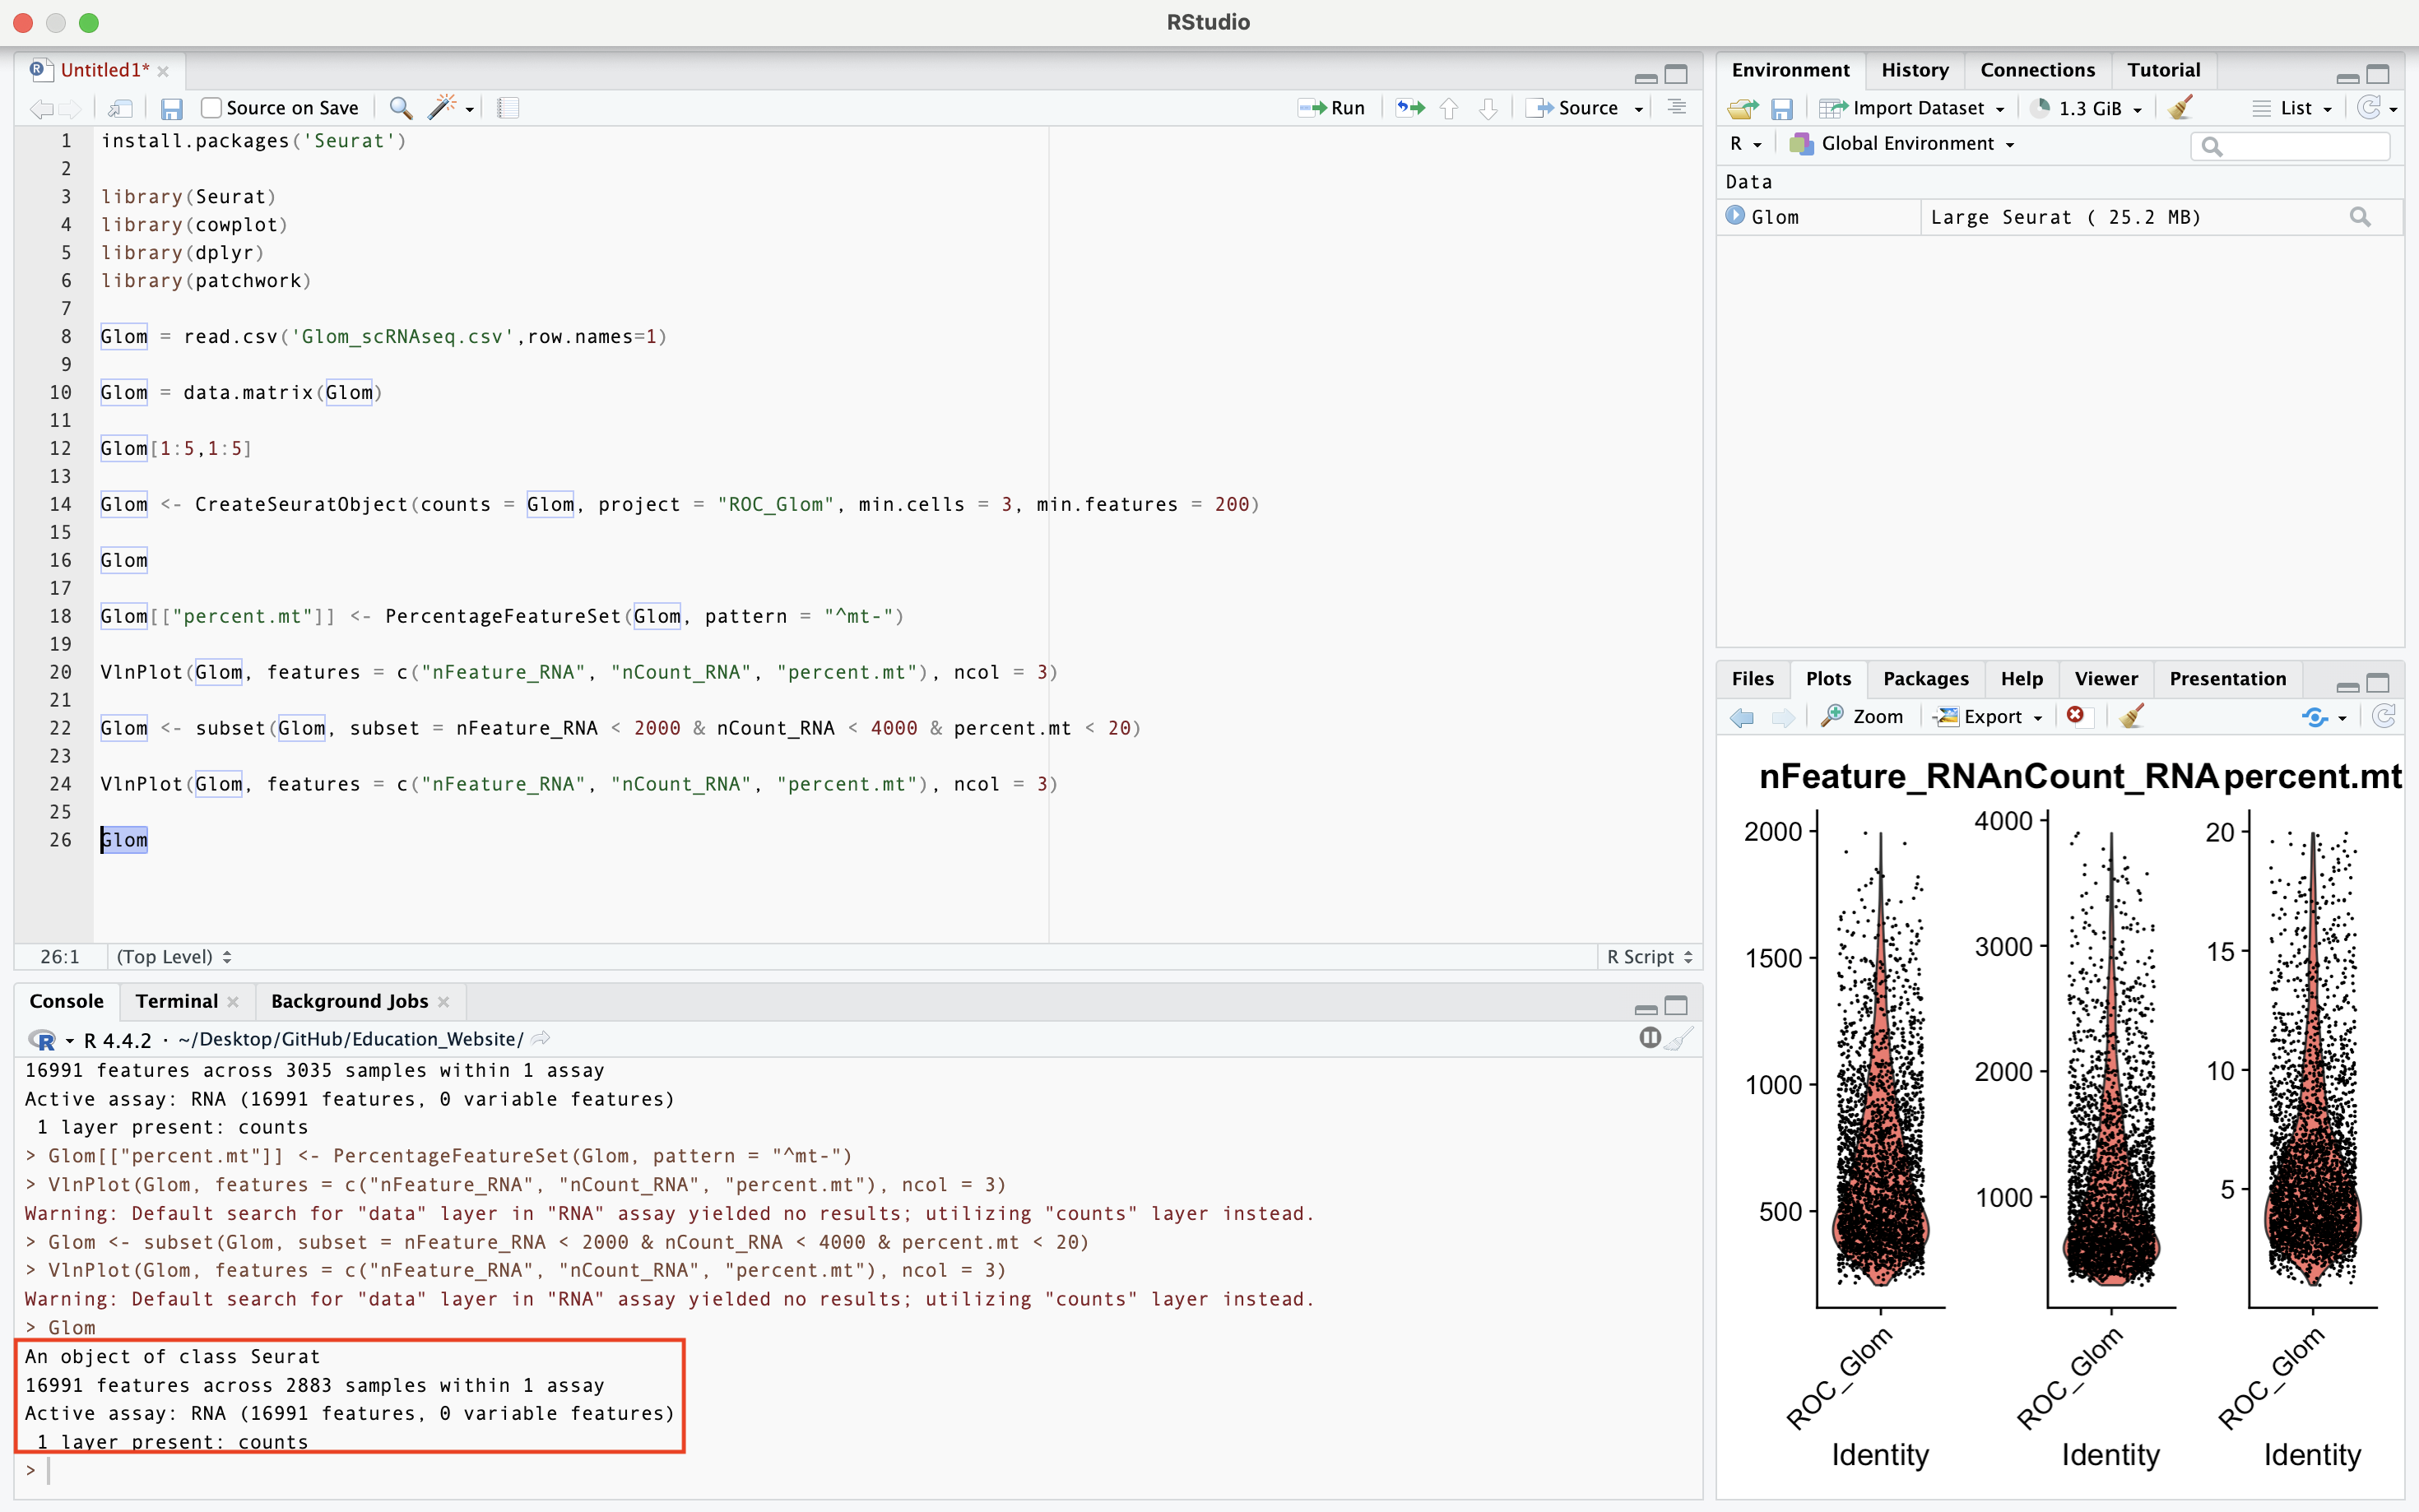 RStudio
Untitled1*
Source on Save
Run
Source
1 install.packages('Seurat')
2
3 library(Seurat)
4 library(cowplot)
5 library(dplyr)
6 library(patchwork)
7
8 Glom = read.csv('Glom_scRNAseq.csv',row.names=1)
9
10 Glom = data.matrix(Glom)
11
12 Glom[1:5,1:5]
13
14 Glom <- CreateSeuratObject(counts = Glom, project = "ROC_Glom", min.cells = 3, min.features = 200)
15
16 Glom
17
18 Glom[["percent.mt"]] <- PercentageFeatureSet(Glom, pattern = "^mt-")
19
20 VlnPlot(Glom, features = c("nFeature_RNA", "nCount_RNA", "percent.mt"), ncol = 3)
21
22 Glom <- subset(Glom, subset = nFeature_RNA < 2000 & nCount_RNA < 4000 & percent.mt < 20)
23
24 VlnPlot(Glom, features = c("nFeature_RNA", "nCount_RNA", "percent.mt"), ncol = 3)
25
26 Glom
26:1 (Top Level) R Script
Console Terminal Background Jobs
R 4.4.2 · ~/Desktop/GitHub/Education_Website/
16991 features across 3035 samples within 1 assay
Active assay: RNA (16991 features, 0 variable features)
1 layer present: counts
> Glom[["percent.mt"]] <- PercentageFeatureSet(Glom, pattern = "^mt-")
> VlnPlot(Glom, features = c("nFeature_RNA", "nCount_RNA", "percent.mt"), ncol = 3)
Warning: Default search for "data" layer in "RNA" assay yielded no results; utilizing "counts" layer instead.
> Glom <- subset(Glom, subset = nFeature_RNA < 2000 & nCount_RNA < 4000 & percent.mt < 20)
> VlnPlot(Glom, features = c("nFeature_RNA", "nCount_RNA", "percent.mt"), ncol = 3)
Warning: Default search for "data" layer in "RNA" assay yielded no results; utilizing "counts" layer instead.
> Glom
An object of class Seurat
16991 features across 2883 samples within 1 assay
Active assay: RNA (16991 features, 0 variable features)
1 layer present: counts
>
Environment History Connections Tutorial
Import Dataset 1.3 GiB List
R Global Environment
Data
Glom Large Seurat ( 25.2 MB)
Files Plots Packages Help Viewer Presentation
Zoom Export
nFeature_RNA nCount_RNA percent.mt
2000
1500
1000
500
ROC_Glom
Identity
4000
3000
2000
1000
ROC_Glom
Identity
20
15
10
5
ROC_Glom
Identity